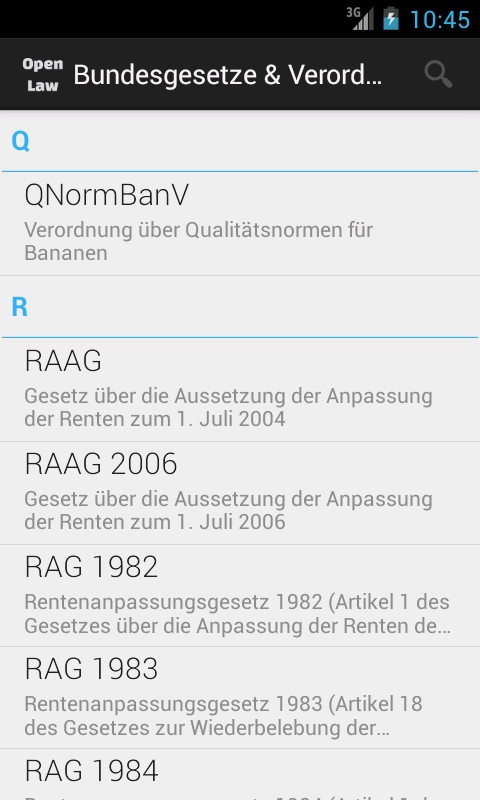 3G 10:45
Open Law Bundesgesetze & Verord...
Q
QNormBanV
Verordnung über Qualitätsnormen für
Bananen
R
RAAG
Gesetz über die Aussetzung der Anpassung
der Renten zum 1. Juli 2004
RAAG 2006
Gesetz über die Aussetzung der Anpassung
der Renten zum 1. Juli 2006
RAG 1982
Rentenanpassungsgesetz 1982 (Artikel 1 des
Gesetzes über die Anpassung der Renten de...
RAG 1983
Rentenanpassungsgesetz 1983 (Artikel 18
des Gesetzes zur Wiederbelebung der...
RAG 1984